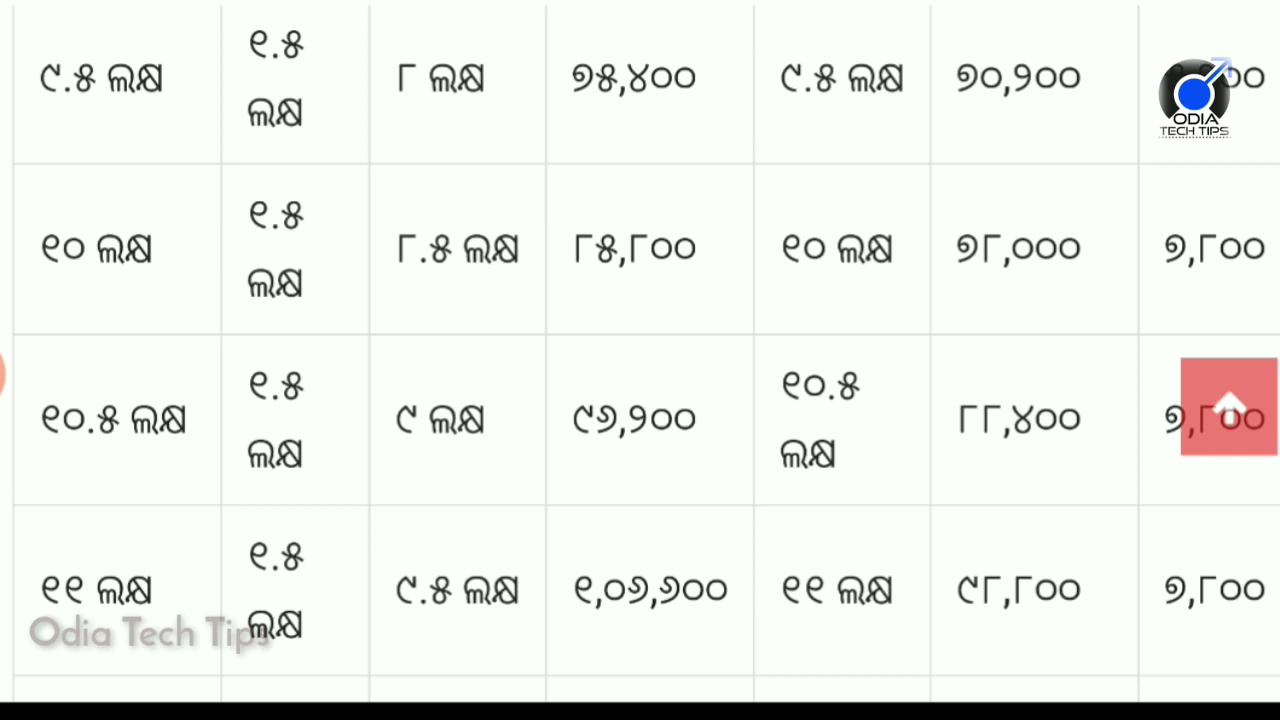 ୯.୫ ଲକ୍ଷ
୧.୫
ଲକ୍ଷ
୮ ଲକ୍ଷ
୭୫,୪୦୦
୯.୫ ଲକ୍ଷ
୭୦,୨୦୦
ODIA
TECH TIPS
୧୦ ଲକ୍ଷ
୧.୫
ଲକ୍ଷ
୮.୫ ଲକ୍ଷ
୮୫,୮୦୦
୧୦ ଲକ୍ଷ
୭୮,୦୦୦
୭,୮୦୦
୧୦.୫ ଲକ୍ଷ
୧.୫
ଲକ୍ଷ
୯ ଲକ୍ଷ
୯୬,୨୦୦
୧୦.୫
ଲକ୍ଷ
୮୮,୪୦୦
୭,୮୦୦
୧୧ ଲକ୍ଷ
୧.୫
ଲକ୍ଷ
୯.୫ ଲକ୍ଷ
୧,୦୬,୬୦୦
୧୧ ଲକ୍ଷ
୯୮,୮୦୦
୭,୮୦୦
Odia Tech Tips